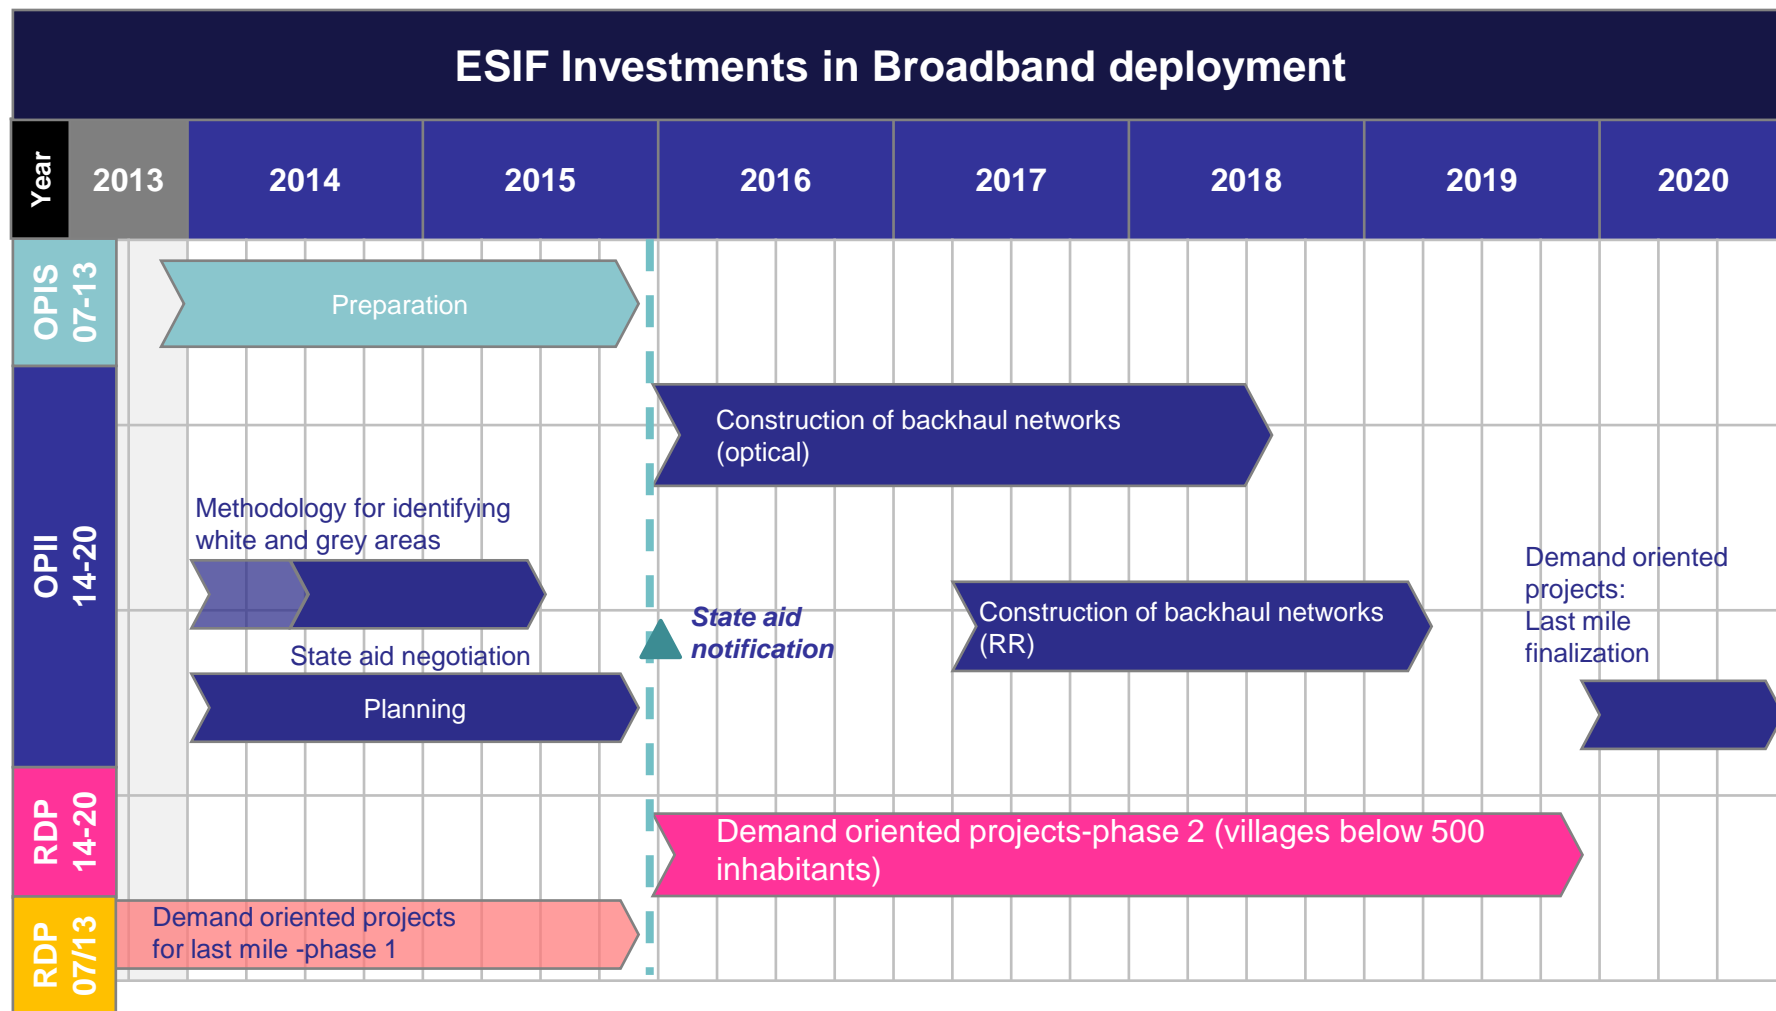 ESIF Investments in Broadband deployment
Year
2013
2014
2015
2016
2017
2018
2019
2020
OPIS
07-13
Preparation
OPII
14-20
Construction of backhaul networks
(optical)
Methodology for identifying
white and grey areas
State aid negotiation
Planning
State aid
notification
Construction of backhaul networks
(RR)
Demand oriented
projects:
Last mile
finalization
RDP
14-20
Demand oriented projects-phase 2 (villages below 500
inhabitants)
RDP
07/13
Demand oriented projects
for last mile -phase 1